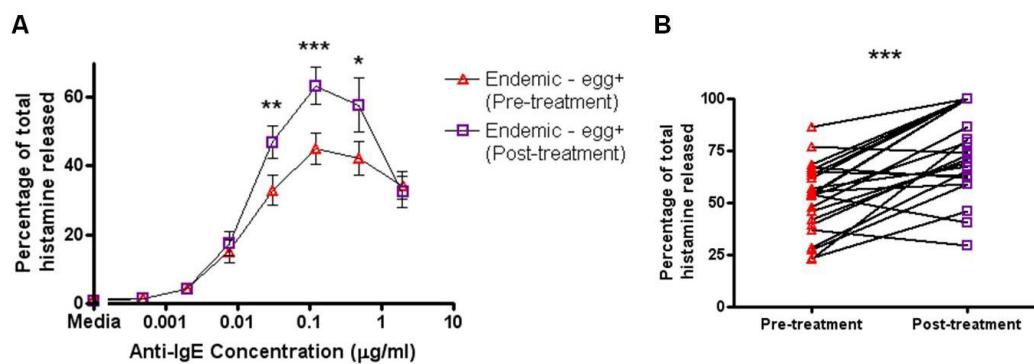 A
Percentage of total
histamine released
60
40
20
0
**
***
*
Media
0.001
0.01
0.1
1
10
Anti-IgE Concentration (μg/ml)
Endemic - egg+
(Pre-treatment)
Endemic - egg+
(Post-treatment)
B
***
Percentage of total
histamine released
100
75
50
25
0
Pre-treatment
Post-treatment